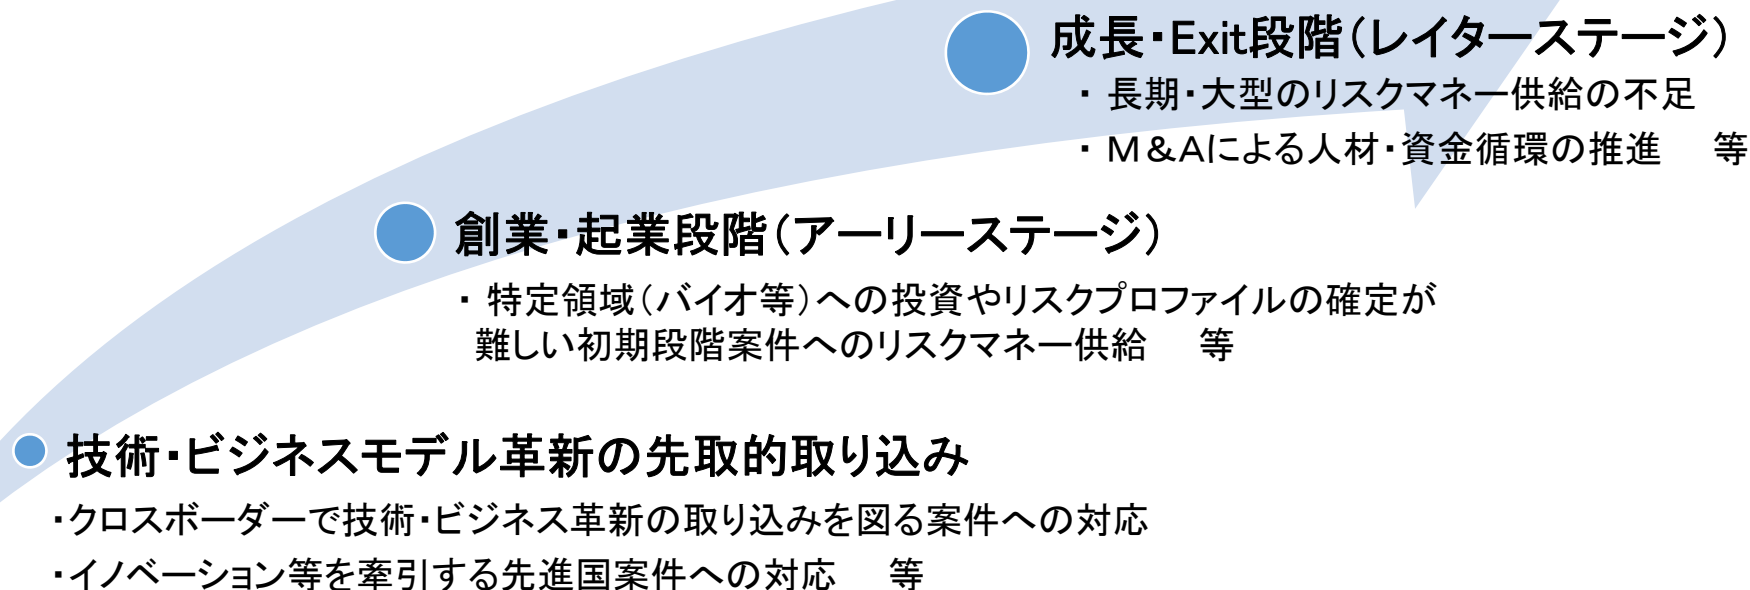 成長・Exit段階（レイターステージ）
・ 長期・大型のリスクマネー供給の不足
・ M&Aによる人材・資金循環の推進　等
創業・起業段階（アーリーステージ）
・ 特定領域（バイオ等）への投資やリスクプロファイルの確定が
難しい初期段階案件へのリスクマネー供給　等
技術・ビジネスモデル革新の先取的取り込み
・クロスボーダーで技術・ビジネス革新の取り込みを図る案件への対応
・イノベーション等を牽引する先進国案件への対応　等